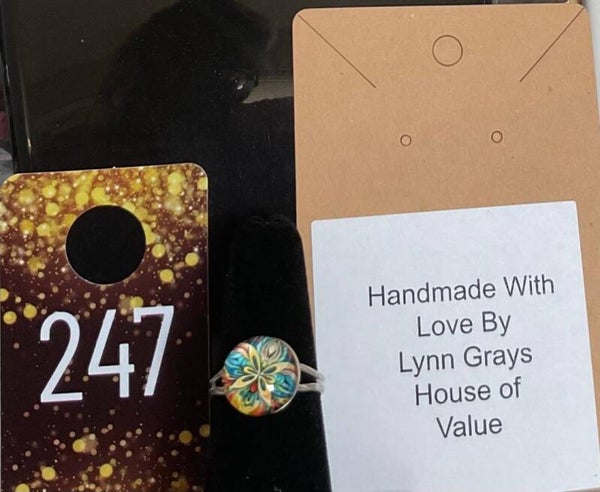 247
Handmade With
Love By
Lynn Grays
House of
Value